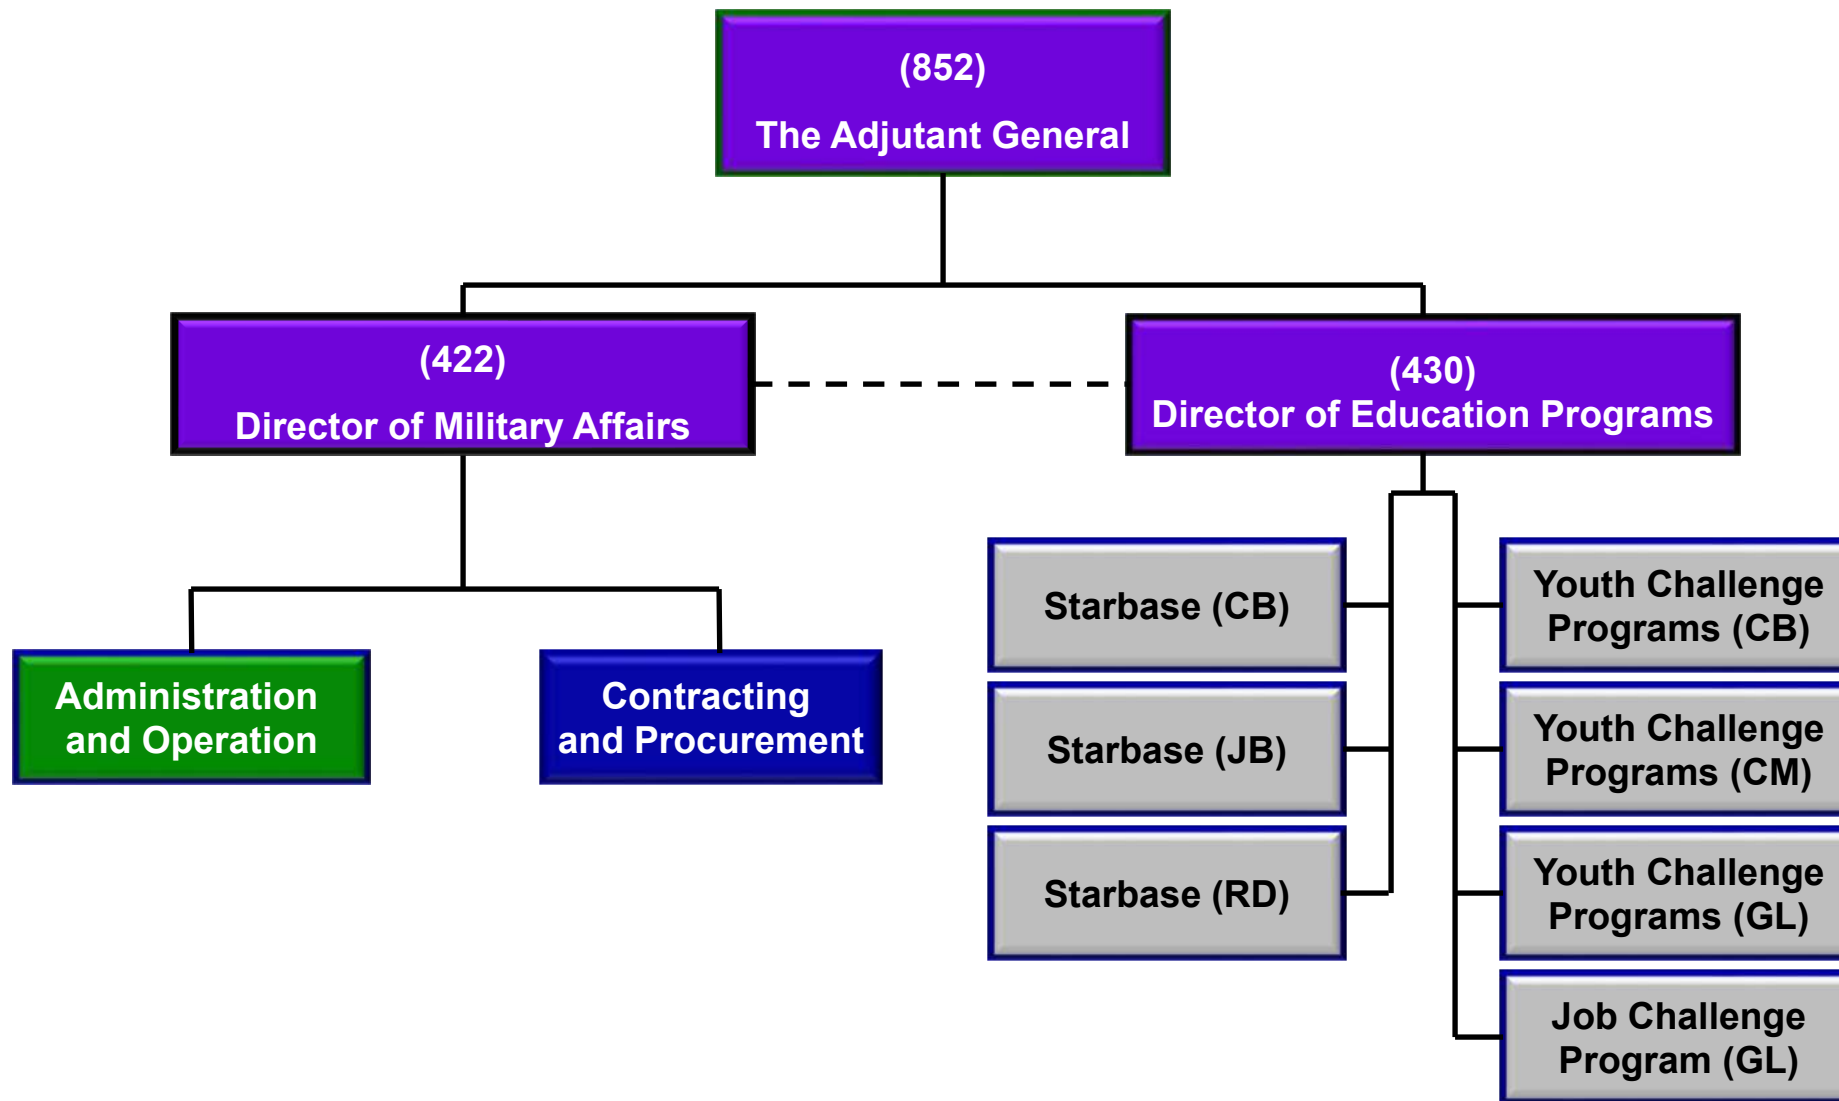 (852)
The Adjutant General
(422)
Director of Military Affairs
(430)
Director of Education Programs
Administration
and Operation
Contracting
and Procurement
Starbase (CB)
Starbase (JB)
Starbase (RD)
Youth Challenge
Programs (CB)
Youth Challenge
Programs (CM)
Youth Challenge
Programs (GL)
Job Challenge
Program (GL)